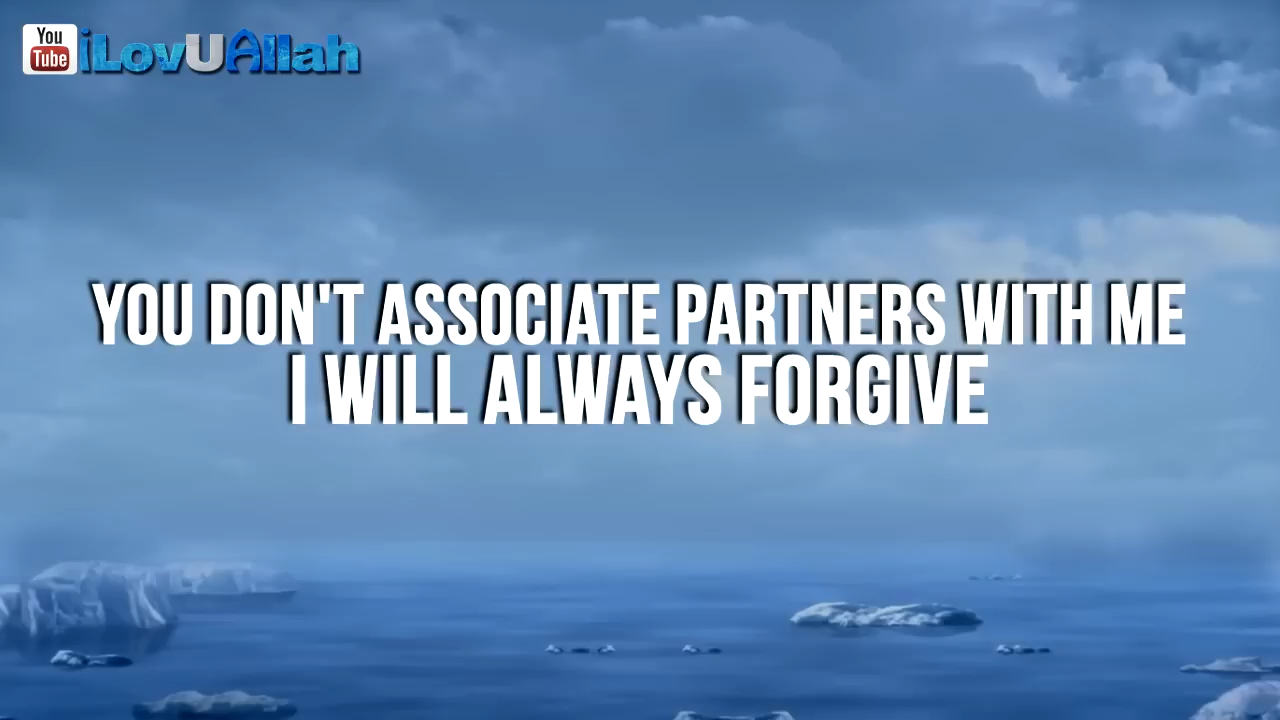 You Tube iLovUAllah
YOU DON'T ASSOCIATE PARTNERS WITH ME
I WILL ALWAYS FORGIVE